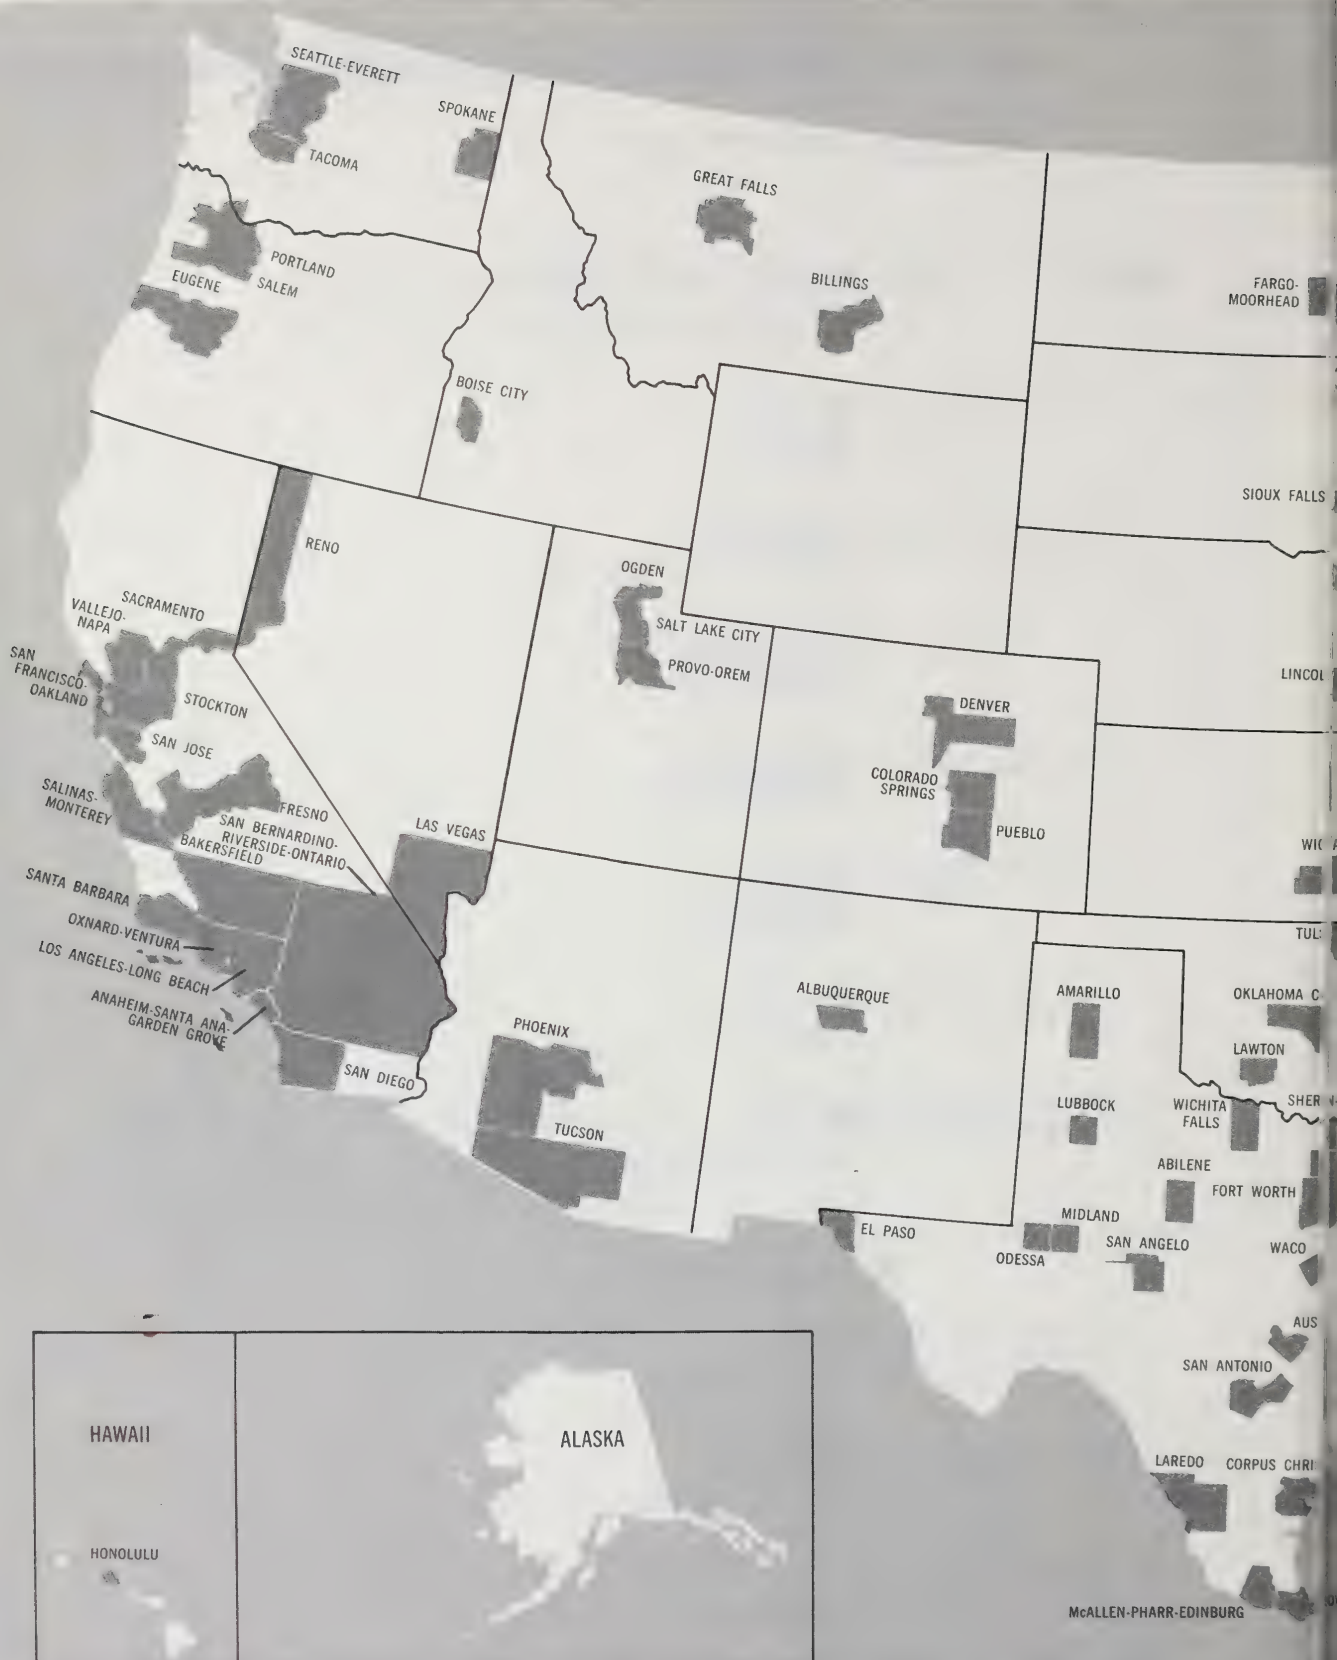 SEATTLE-EVERETT
SPOKANE
TACOMA
GREAT FALLS
PORTLAND
SALEM
EUGENE
BILLINGS
FARGO-
MOORHEAD
BOISE CITY
SIOUX FALLS
RENO
OGDEN
SALT LAKE CITY
PROVO-OREM
SACRAMENTO
VALLEJO-
NAPA
SAN
FRANCISCO-
OAKLAND
STOCKTON
SAN JOSE
LINCOL
DENVER
COLORADO
SPRINGS
PUEBLO
SALINAS-
MONTEREY
FRESNO
SAN BERNARDINO-
RIVERSIDE-ONTARIO
BAKERSFIELD
LAS VEGAS
WIC A
SANTA BARBARA
OXNARD-VENTURA
LOS ANGELES-LONG BEACH
ANAHEIM-SANTA ANA-
GARDEN GROVE
SAN DIEGO
TUL
ALBUQUERQUE
AMARILLO
OKLAHOMA C
PHOENIX
LAWTON
TUCSON
LUBBOCK
WICHITA
FALLS
SHER
ABILENE
FORT WORTH
EL PASO
MIDLAND
ODESSA
SAN ANGELO
WACO
AUS
SAN ANTONIO
HAWAII
ALASKA
LAREDO
CORPUS CHRI
HONOLULU
McALLEN-PHARR-EDINBURG